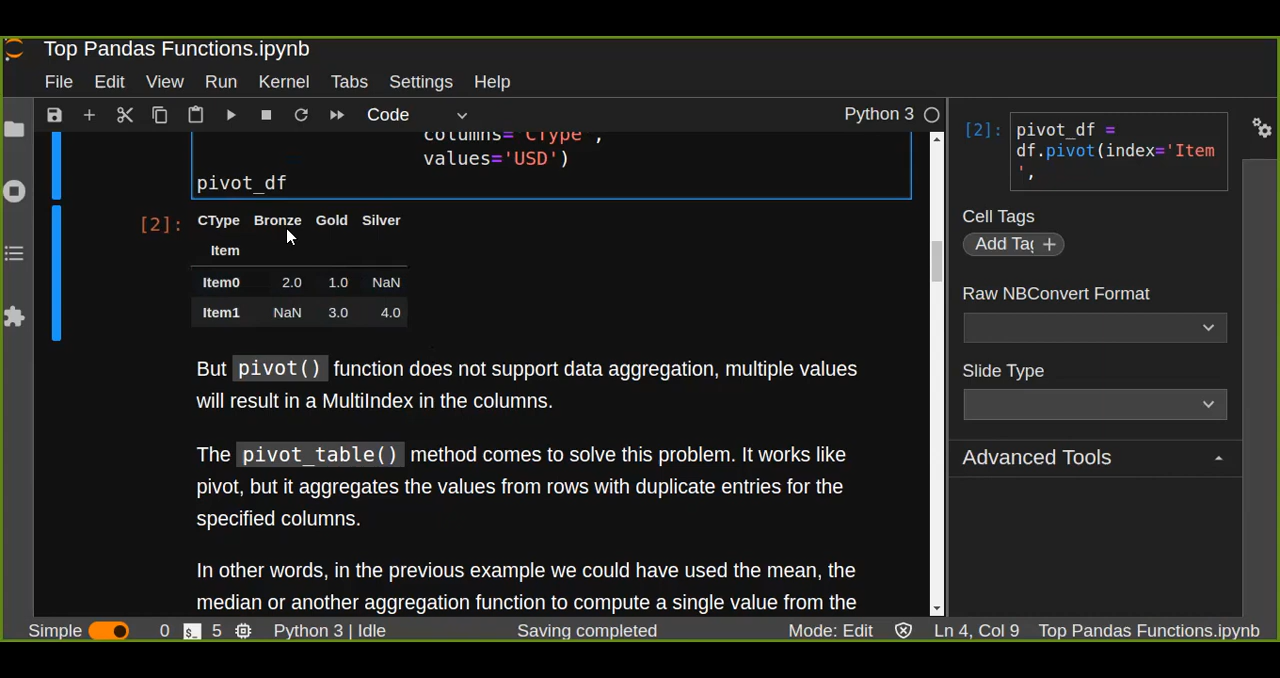 Top Pandas Functions.ipynb
File Edit View Run Kernel Tabs Settings Help
Code Python 3
columns='CType',
values='USD')
pivot_df
[2]: CType Bronze Gold Silver
Item
Item0 2.0 1.0 NaN
Item1 NaN 3.0 4.0
But pivot() function does not support data aggregation, multiple values
will result in a MultiIndex in the columns.
The pivot_table() method comes to solve this problem. It works like
pivot, but it aggregates the values from rows with duplicate entries for the
specified columns.
In other words, in the previous example we could have used the mean, the
median or another aggregation function to compute a single value from the
[2]: pivot_df =
df.pivot(index='Item
',
Cell Tags
Add Tag +
Raw NBConvert Format
Slide Type
Advanced Tools
Simple 0 $_ 5 Python 3 | Idle Saving completed Mode: Edit Ln 4, Col 9 Top Pandas Functions.ipynb